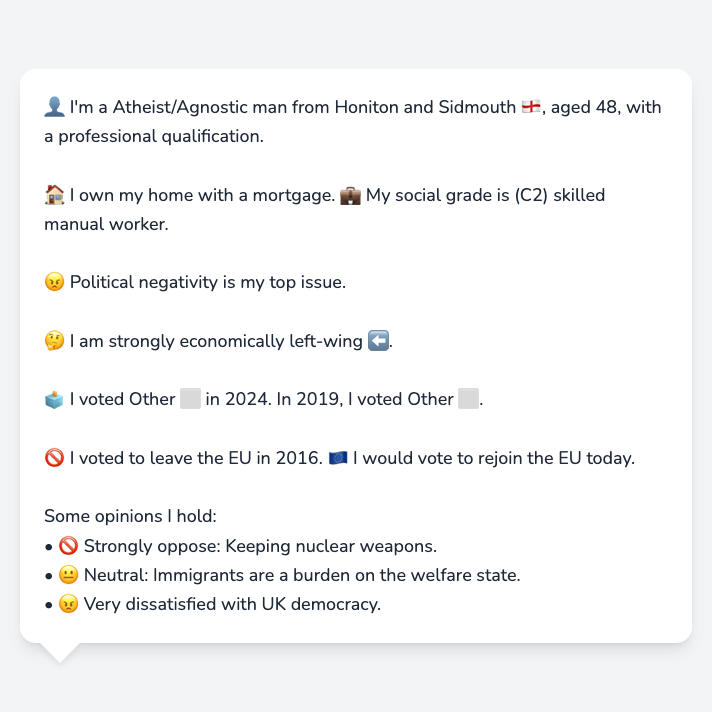 👤 I'm a Atheist/Agnostic man from Honiton and Sidmouth 🏴󠁧󠁢󠁥󠁮󠁧󠁿, aged 48, with
a professional qualification.
🏠 I own my home with a mortgage. 💼 My social grade is (C2) skilled
manual worker.
😠 Political negativity is my top issue.
🤔 I am strongly economically left-wing ⬅️.
🗳️ I voted Other ⬜ in 2024. In 2019, I voted Other ⬜.
🚫 I voted to leave the EU in 2016. 🇪🇺 I would vote to rejoin the EU today.
Some opinions I hold:
• 🚫 Strongly oppose: Keeping nuclear weapons.
• 😐 Neutral: Immigrants are a burden on the welfare state.
• 😠 Very dissatisfied with UK democracy.